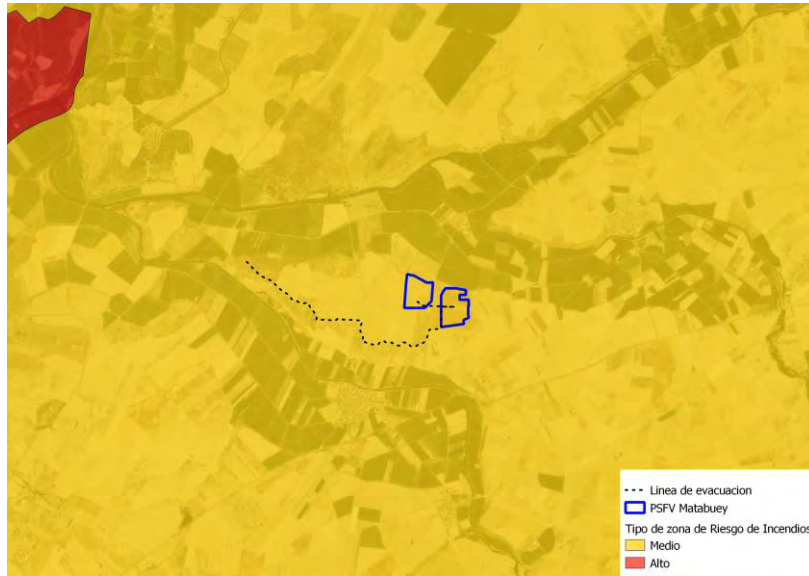 Linea de evacuacion
PSFV Matabuey
Tipo de zona de Riesgo de Incendios
Medio
Alto